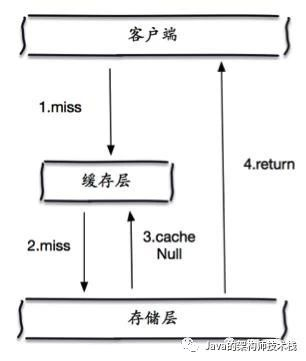 客户端
1.miss
4.return
缓存层
2.miss
3.cache
Null
存储层
Java的架构师技术栈